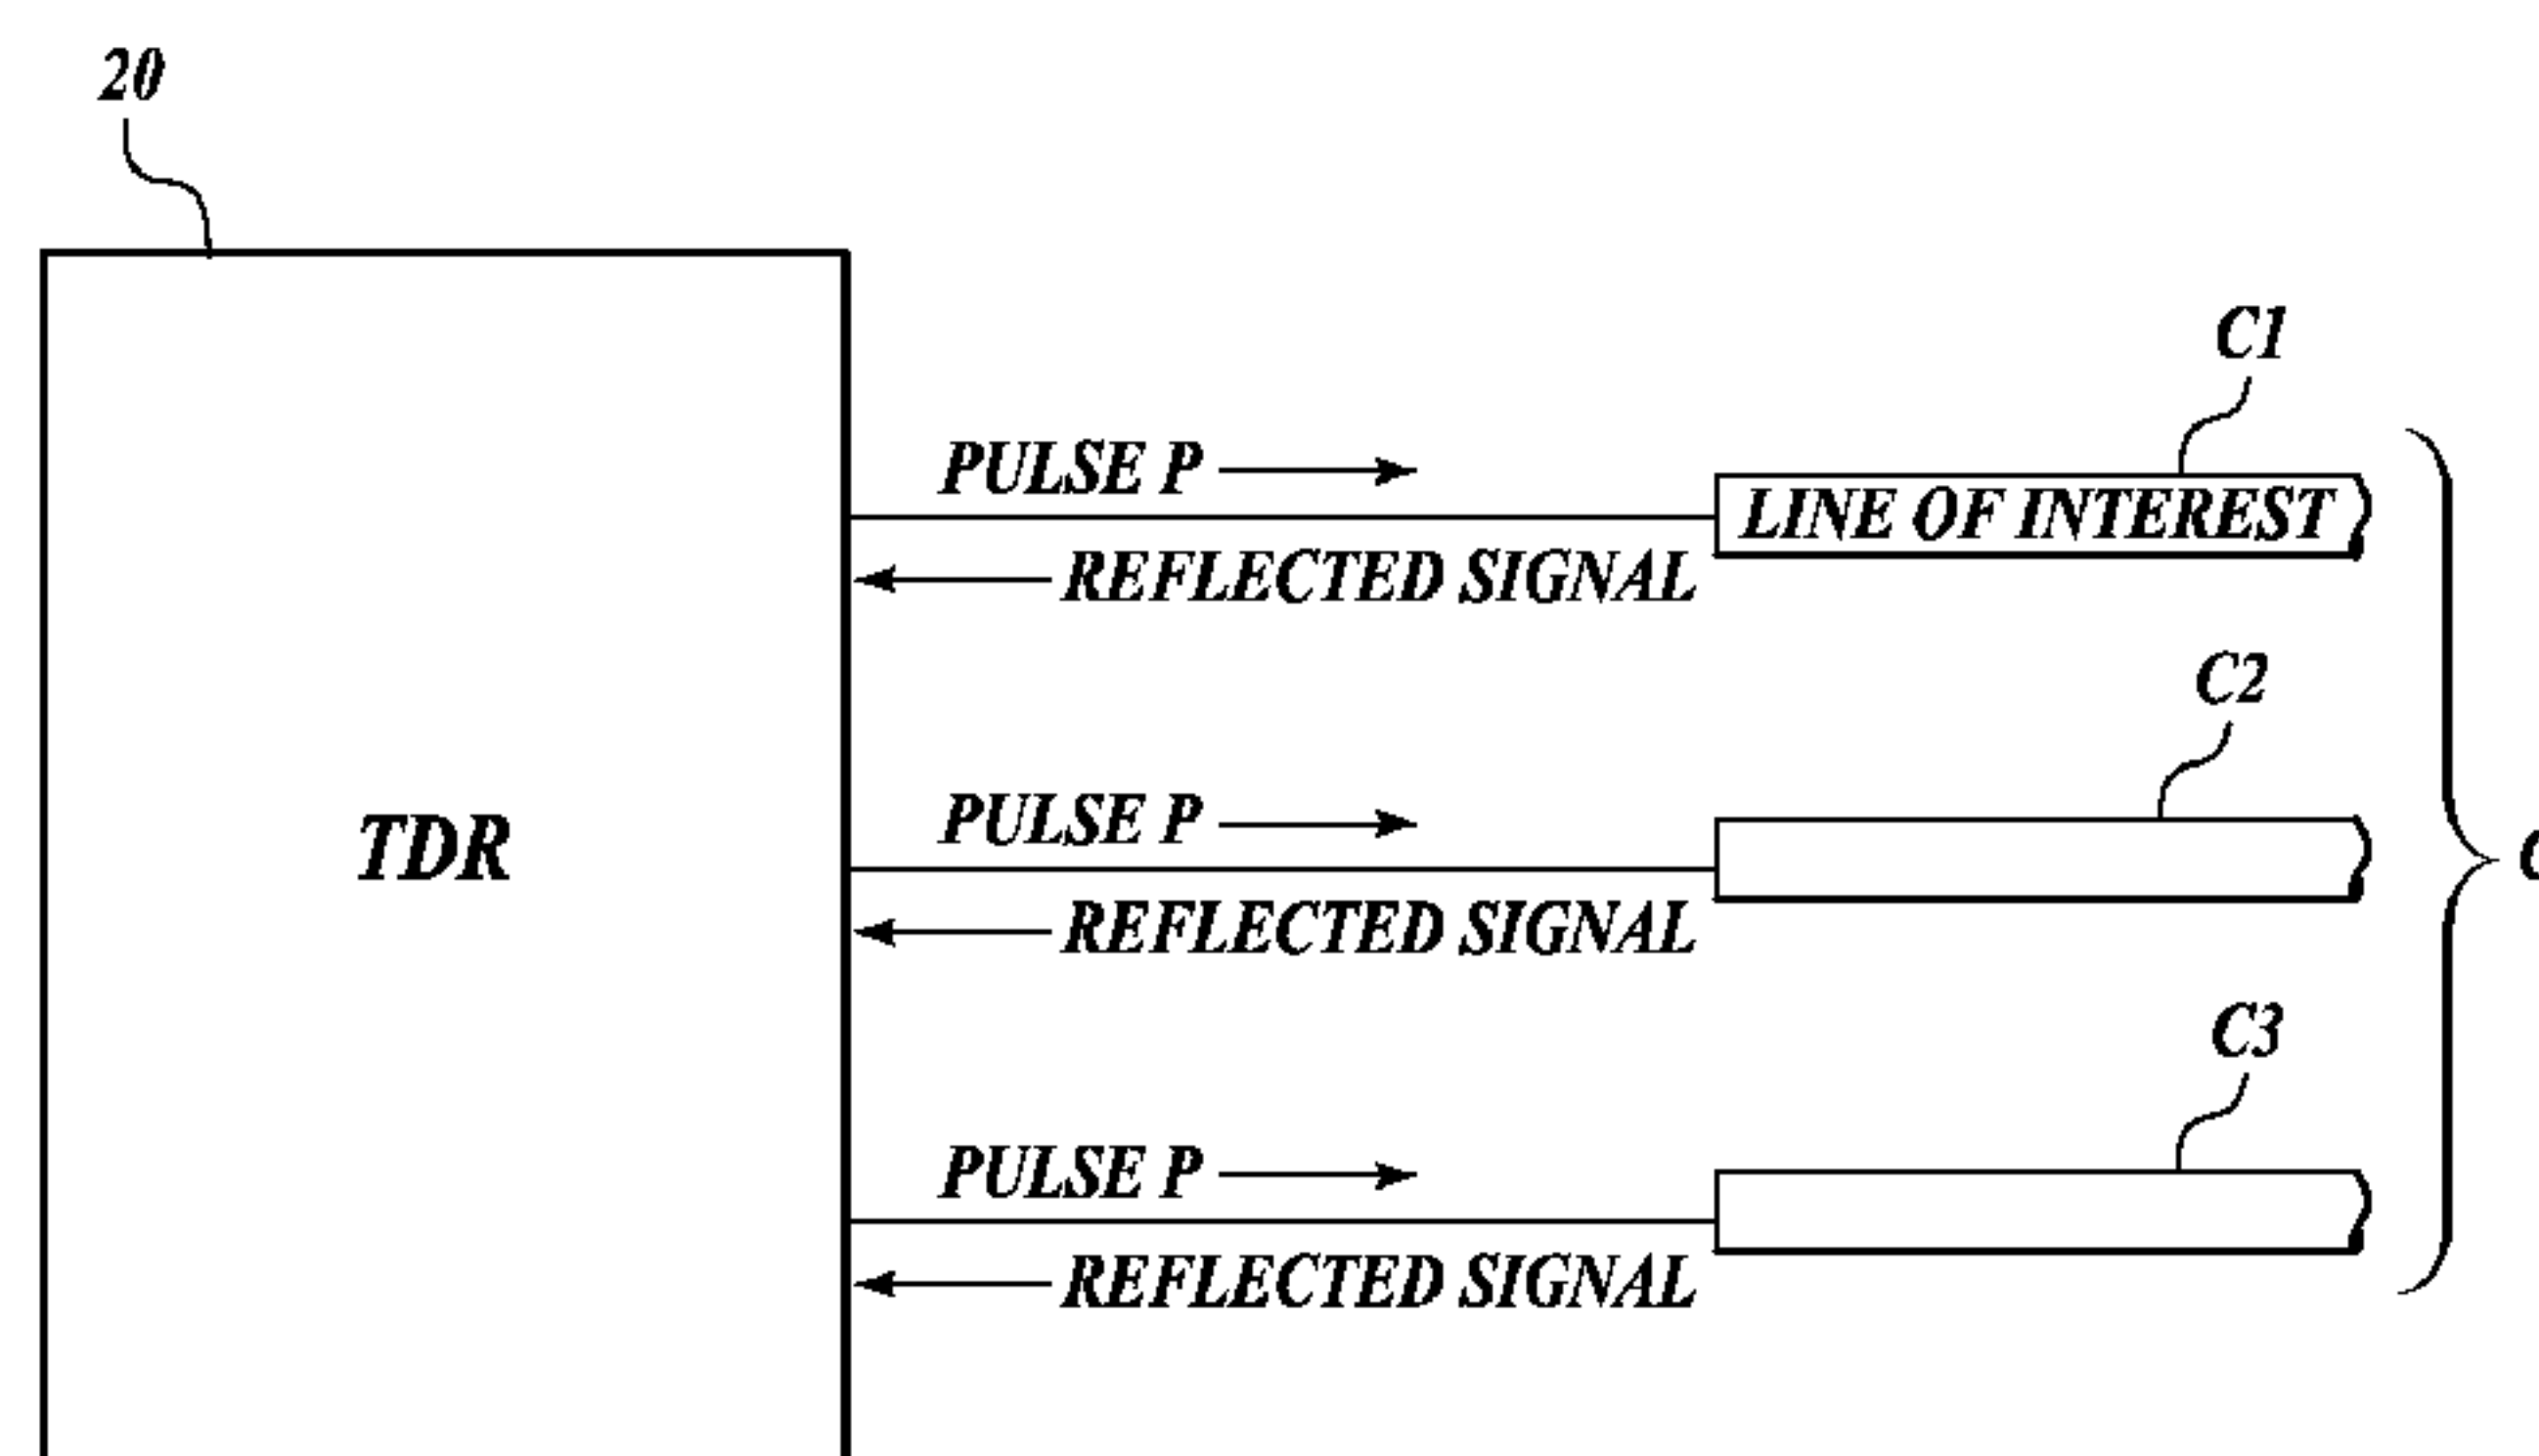 20
C1
PULSE P
LINE OF INTEREST
REFLECTED SIGNAL
C2
PULSE P
TDR
REFLECTED SIGNAL
C3
PULSE P
REFLECTED SIGNAL